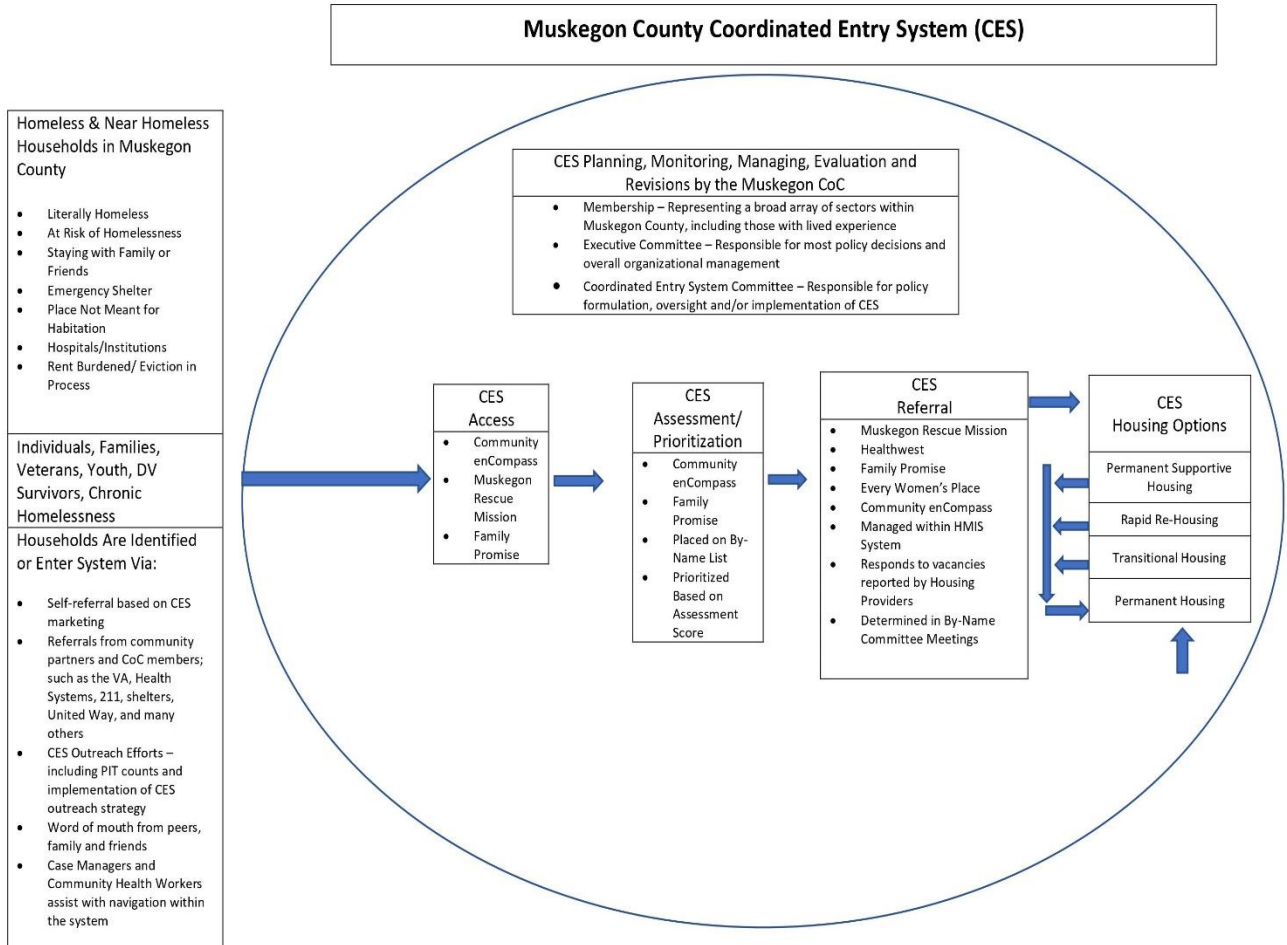 Muskegon County Coordinated Entry System (CES)
Homeless & Near Homeless
Households in Muskegon
County
• Literally Homeless
• At Risk of Homelessness
• Staying with Family or
Friends
• Emergency Shelter
• Place Not Meant for
Habitation
• Hospitals/Institutions
• Rent Burdened/ Eviction in
Process
Individuals, Families,
Veterans, Youth, DV
Survivors, Chronic
Homelessness
Households Are Identified
or Enter System Via:
• Self-referral based on CES
marketing
• Referrals from community
partners and CoC members;
such as the VA, Health
Systems, 211, shelters,
United Way, and many
others
• CES Outreach Efforts –
including PIT counts and
implementation of CES
outreach strategy
• Word of mouth from peers,
family and friends
• Case Managers and
Community Health Workers
assist with navigation within
the system
CES Planning, Monitoring, Managing, Evaluation and
Revisions by the Muskegon CoC
• Membership – Representing a broad array of sectors within
Muskegon County, including those with lived experience
• Executive Committee – Responsible for most policy decisions and
overall organizational management
• Coordinated Entry System Committee – Responsible for policy
formulation, oversight and/or implementation of CES
CES
Access
• Community
enCompass
• Muskegon
Rescue
Mission
• Family
Promise
CES
Assessment/
Prioritization
• Community
enCompass
• Family
Promise
• Placed on By-
Name List
• Prioritized
Based on
Assessment
Score
CES
Referral
• Muskegon Rescue Mission
• Healthwest
• Family Promise
• Every Women’s Place
• Community enCompass
• Managed within HMIS
System
• Responds to vacancies
reported by Housing
Providers
• Determined in By-Name
Committee Meetings
CES
Housing Options
Permanent Supportive
Housing
Rapid Re-Housing
Transitional Housing
Permanent Housing